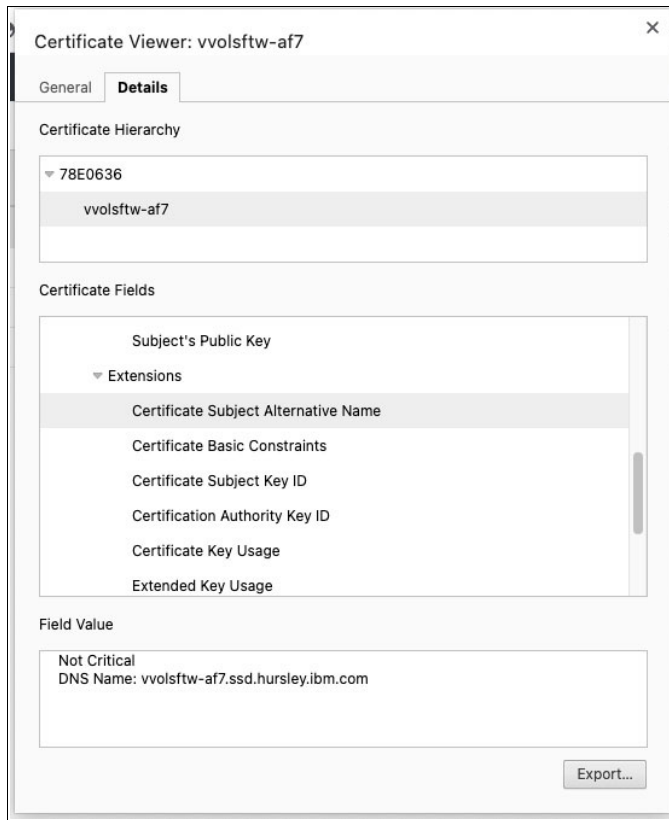 Certificate Viewer: vvolsftw-af7
General Details
Certificate Hierarchy
78E0636
vvolsftw-af7
Certificate Fields
Subject's Public Key
Extensions
Certificate Subject Alternative Name
Certificate Basic Constraints
Certificate Subject Key ID
Certification Authority Key ID
Certificate Key Usage
Extended Key Usage
Field Value
Not Critical
DNS Name: vvolsftw-af7.ssd.hursley.ibm.com
Export...